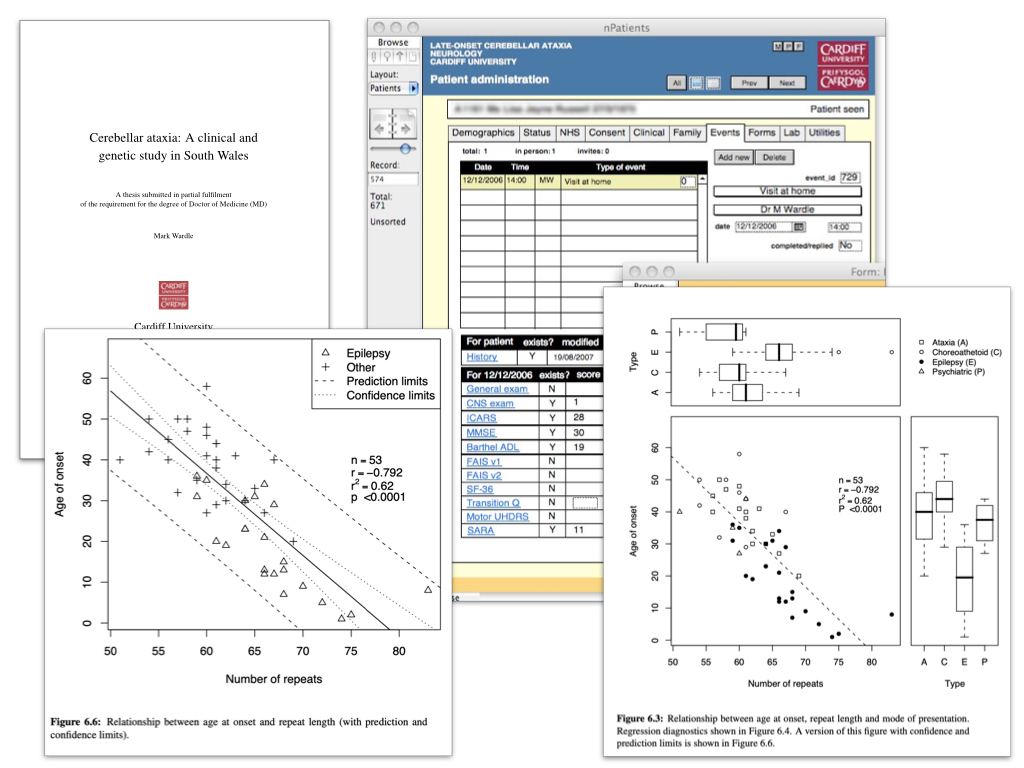 Cerebellar ataxia: A clinical and
genetic study in South Wales
A thesis submitted in partial fulfilment
of the requirement for the degree of Doctor of Medicine (MD)
Mark Wardle
CARDIFF
UNIVERSITY
PRIFYSGOL
CAERDYDD
Cardiff University
nPatients
Browse
Layout:
Patients
Record:
574
Total:
671
Unsorted
LATE-ONSET CEREBELLAR ATAXIA
NEUROLOGY
CARDIFF UNIVERSITY
Patient administration
M P F
All
Prev Next
CARDIFF
UNIVERSITY
PRIFYSGOL
CAERDYDD
Patient seen
Demographics Status NHS Consent Clinical Family Events Forms Lab Utilities
total: 1 in person: 1 invites: 0
Date Time Type of event
12/12/2006 14:00 MW Visit at home 0
Add new Delete
event_id 729
Visit at home
Dr M Wardle
date 12/12/2006 14:00
completed/replied No
For patient exists? modified
History Y 19/08/2007
For 12/12/2006 exists? score
General exam N
CNS exam Y 1
ICARS Y 28
MMSE Y 30
Barthel ADL Y 19
FAIS v1 N
FAIS v2 N
SF-36 N
Transition Q N
Motor UHDRS N
SARA Y 11
se
Form:
Browse
Epilepsy
Other
Prediction limits
Confidence limits
n = 53
r = −0.792
r² = 0.62
p <0.0001
Age of onset
60
50
40
30
20
10
0
50 55 60 65 70 75 80
Number of repeats
Figure 6.6: Relationship between age at onset and repeat length (with prediction and
confidence limits).
Type
P
E
C
A
Ataxia (A)
Choreoathetoid (C)
Epilepsy (E)
Psychiatric (P)
n = 53
r = −0.792
r² = 0.62
P <0.0001
Age of onset
60
50
40
30
20
10
0
50 55 60 65 70 75 80
Number of repeats
A C E P
Type
Figure 6.3: Relationship between age at onset, repeat length and mode of presentation.
Regression diagnostics shown in Figure 6.4. A version of this figure with confidence and
prediction limits is shown in Figure 6.6.